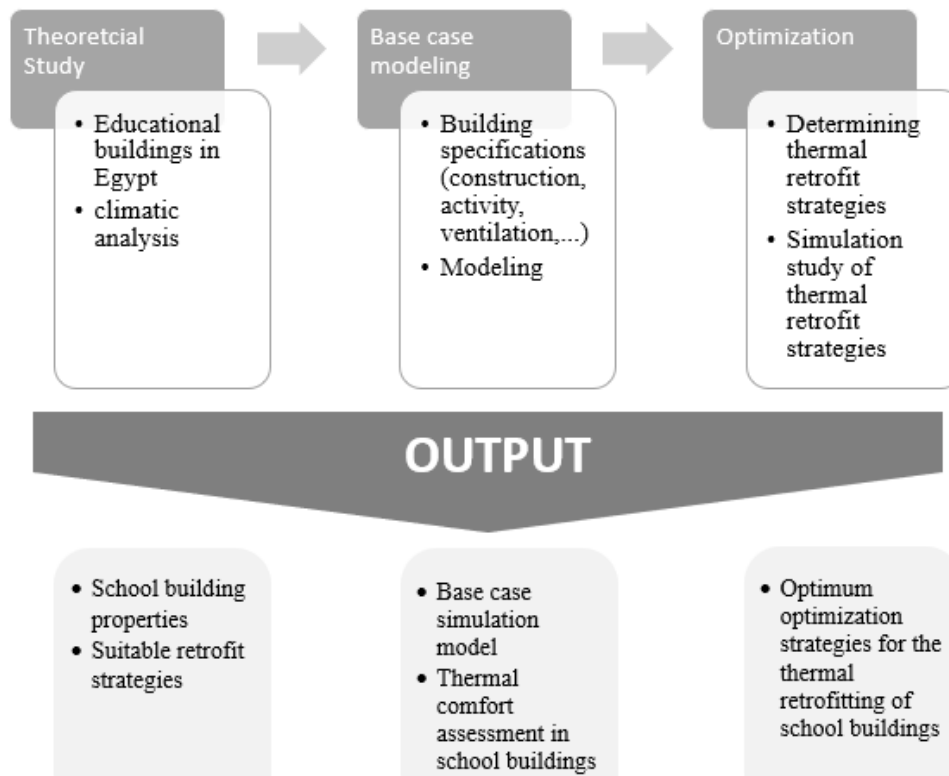 Theoretcial
Study
• Educational
buildings in
Egypt
• climatic
analysis
Base case
modeling
• Building
specifications
(construction,
activity,
ventilation,...)
• Modeling
Optimization
• Determining
thermal
retrofit
strategies
• Simulation
study of
thermal
retrofit
strategies
OUTPUT
• School building
properties
• Suitable retrofit
strategies
• Base case
simulation
model
• Thermal
comfort
assessment in
school buildings
• Optimum
optimization
strategies for the
thermal
retrofitting of
school buildings